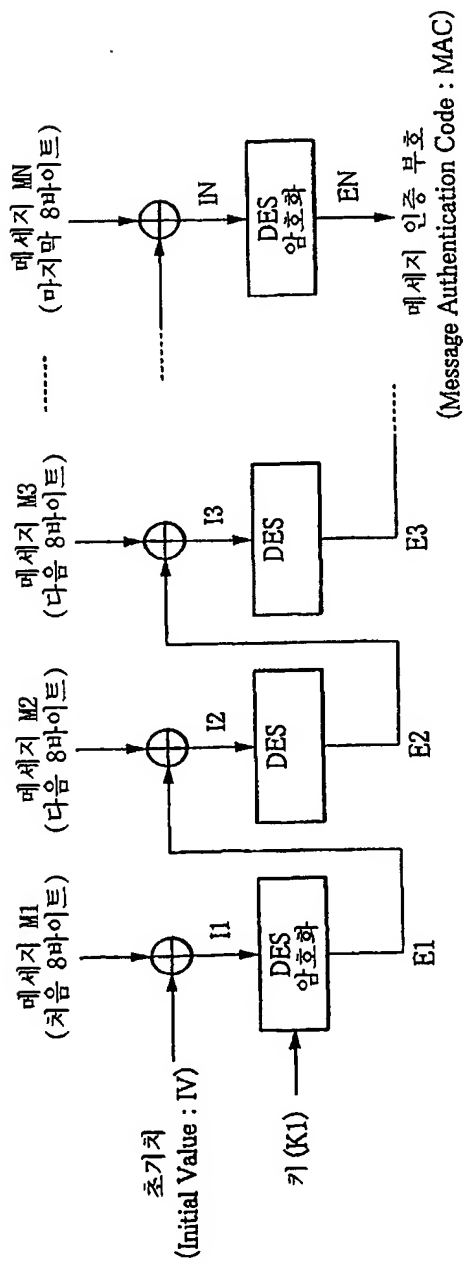 메세지 M1
(처음 8바이트)
메세지 M2
(다음 8바이트)
메세지 M3
(다음 8바이트)
메세지 MN
(마지막 8바이트)
초기치
(Initial Value : IV)
I1
I2
I3
IN
키 (K1)
DES
암호화
DES
DES
DES
암호화
E1
E2
E3
EN
메세지 인증 부호
(Message Authentication Code : MAC)